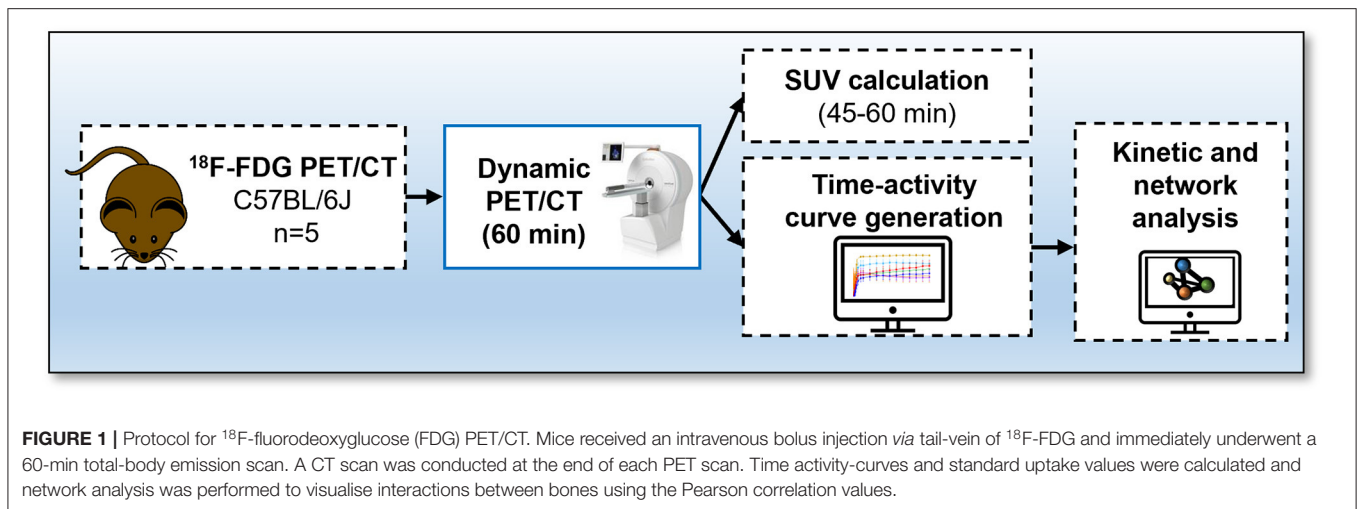 ¹⁸F-FDG PET/CT
C57BL/6J
n=5
Dynamic
PET/CT
(60 min)
SUV calculation
(45-60 min)
Time-activity
curve generation
Kinetic and
network
analysis
FIGURE 1 | Protocol for ¹⁸F-fluorodeoxyglucose (FDG) PET/CT. Mice received an intravenous bolus injection via tail-vein of ¹⁸F-FDG and immediately underwent a
60-min total-body emission scan. A CT scan was conducted at the end of each PET scan. Time activity-curves and standard uptake values were calculated and
network analysis was performed to visualise interactions between bones using the Pearson correlation values.